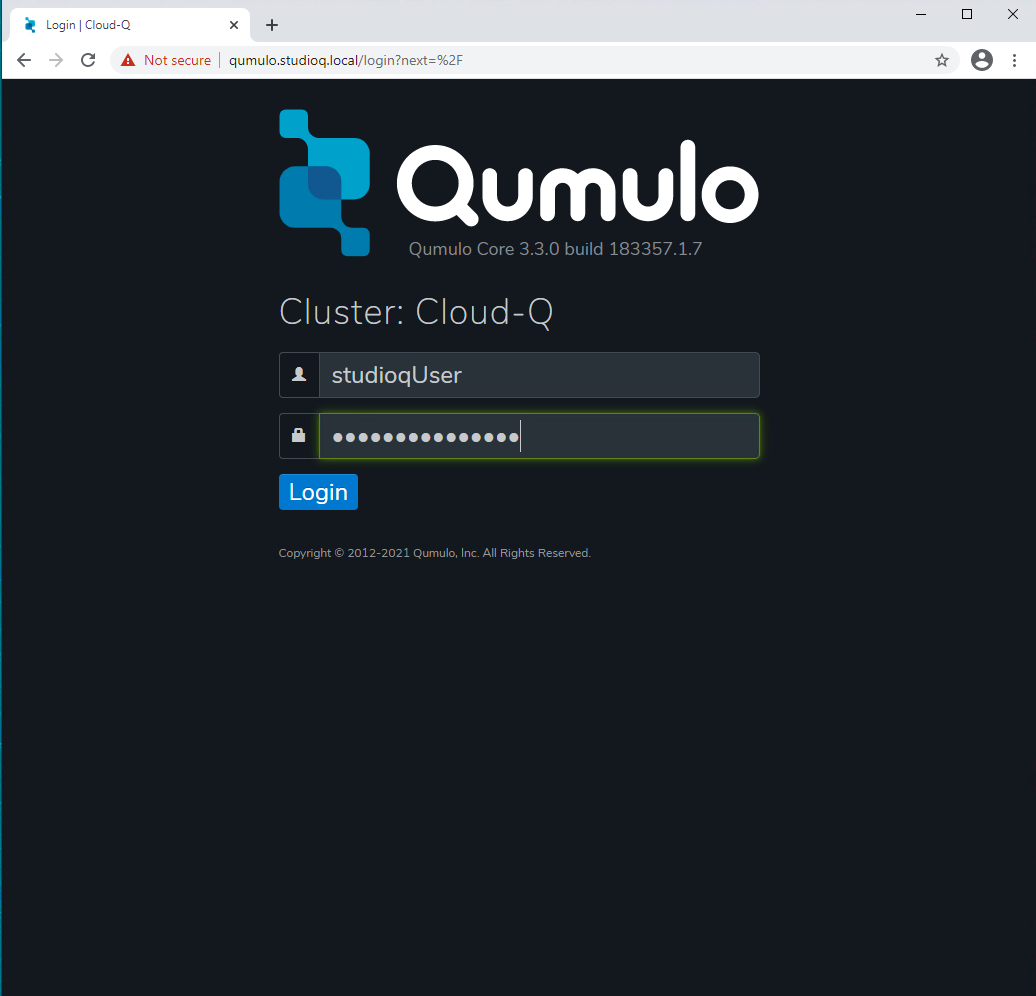 Login | Cloud-Q
Not secure | qumulo.studioq.local/login?next=%2F
Qumulo
Qumulo Core 3.3.0 build 183357.1.7
Cluster: Cloud-Q
studioqUser
●●●●●●●●●●●●●●●
Login
Copyright © 2012-2021 Qumulo, Inc. All Rights Reserved.